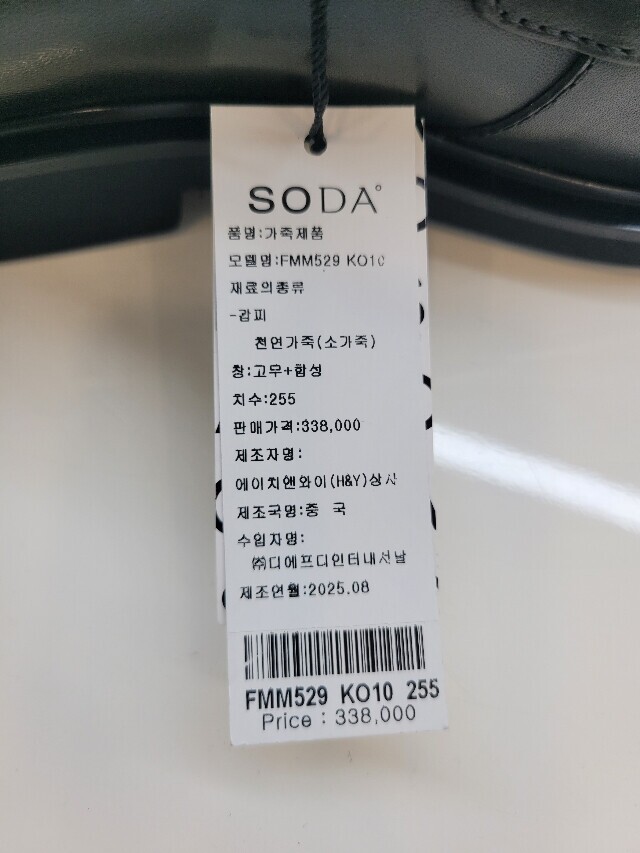 SODA
품명:가죽제품
모델명:FMM529 KO10
재료의종류
-갑피
천연가죽(소가죽)
창:고무+합성
치수:255
판매가격:338,000
제조자명:
에이치앤와이(H&Y)상사
제조국명:중 국
수입자명:
㈜디에프디인터내셔날
제조연월:2025.08
FMM529 KO10 255
Price : 338,000